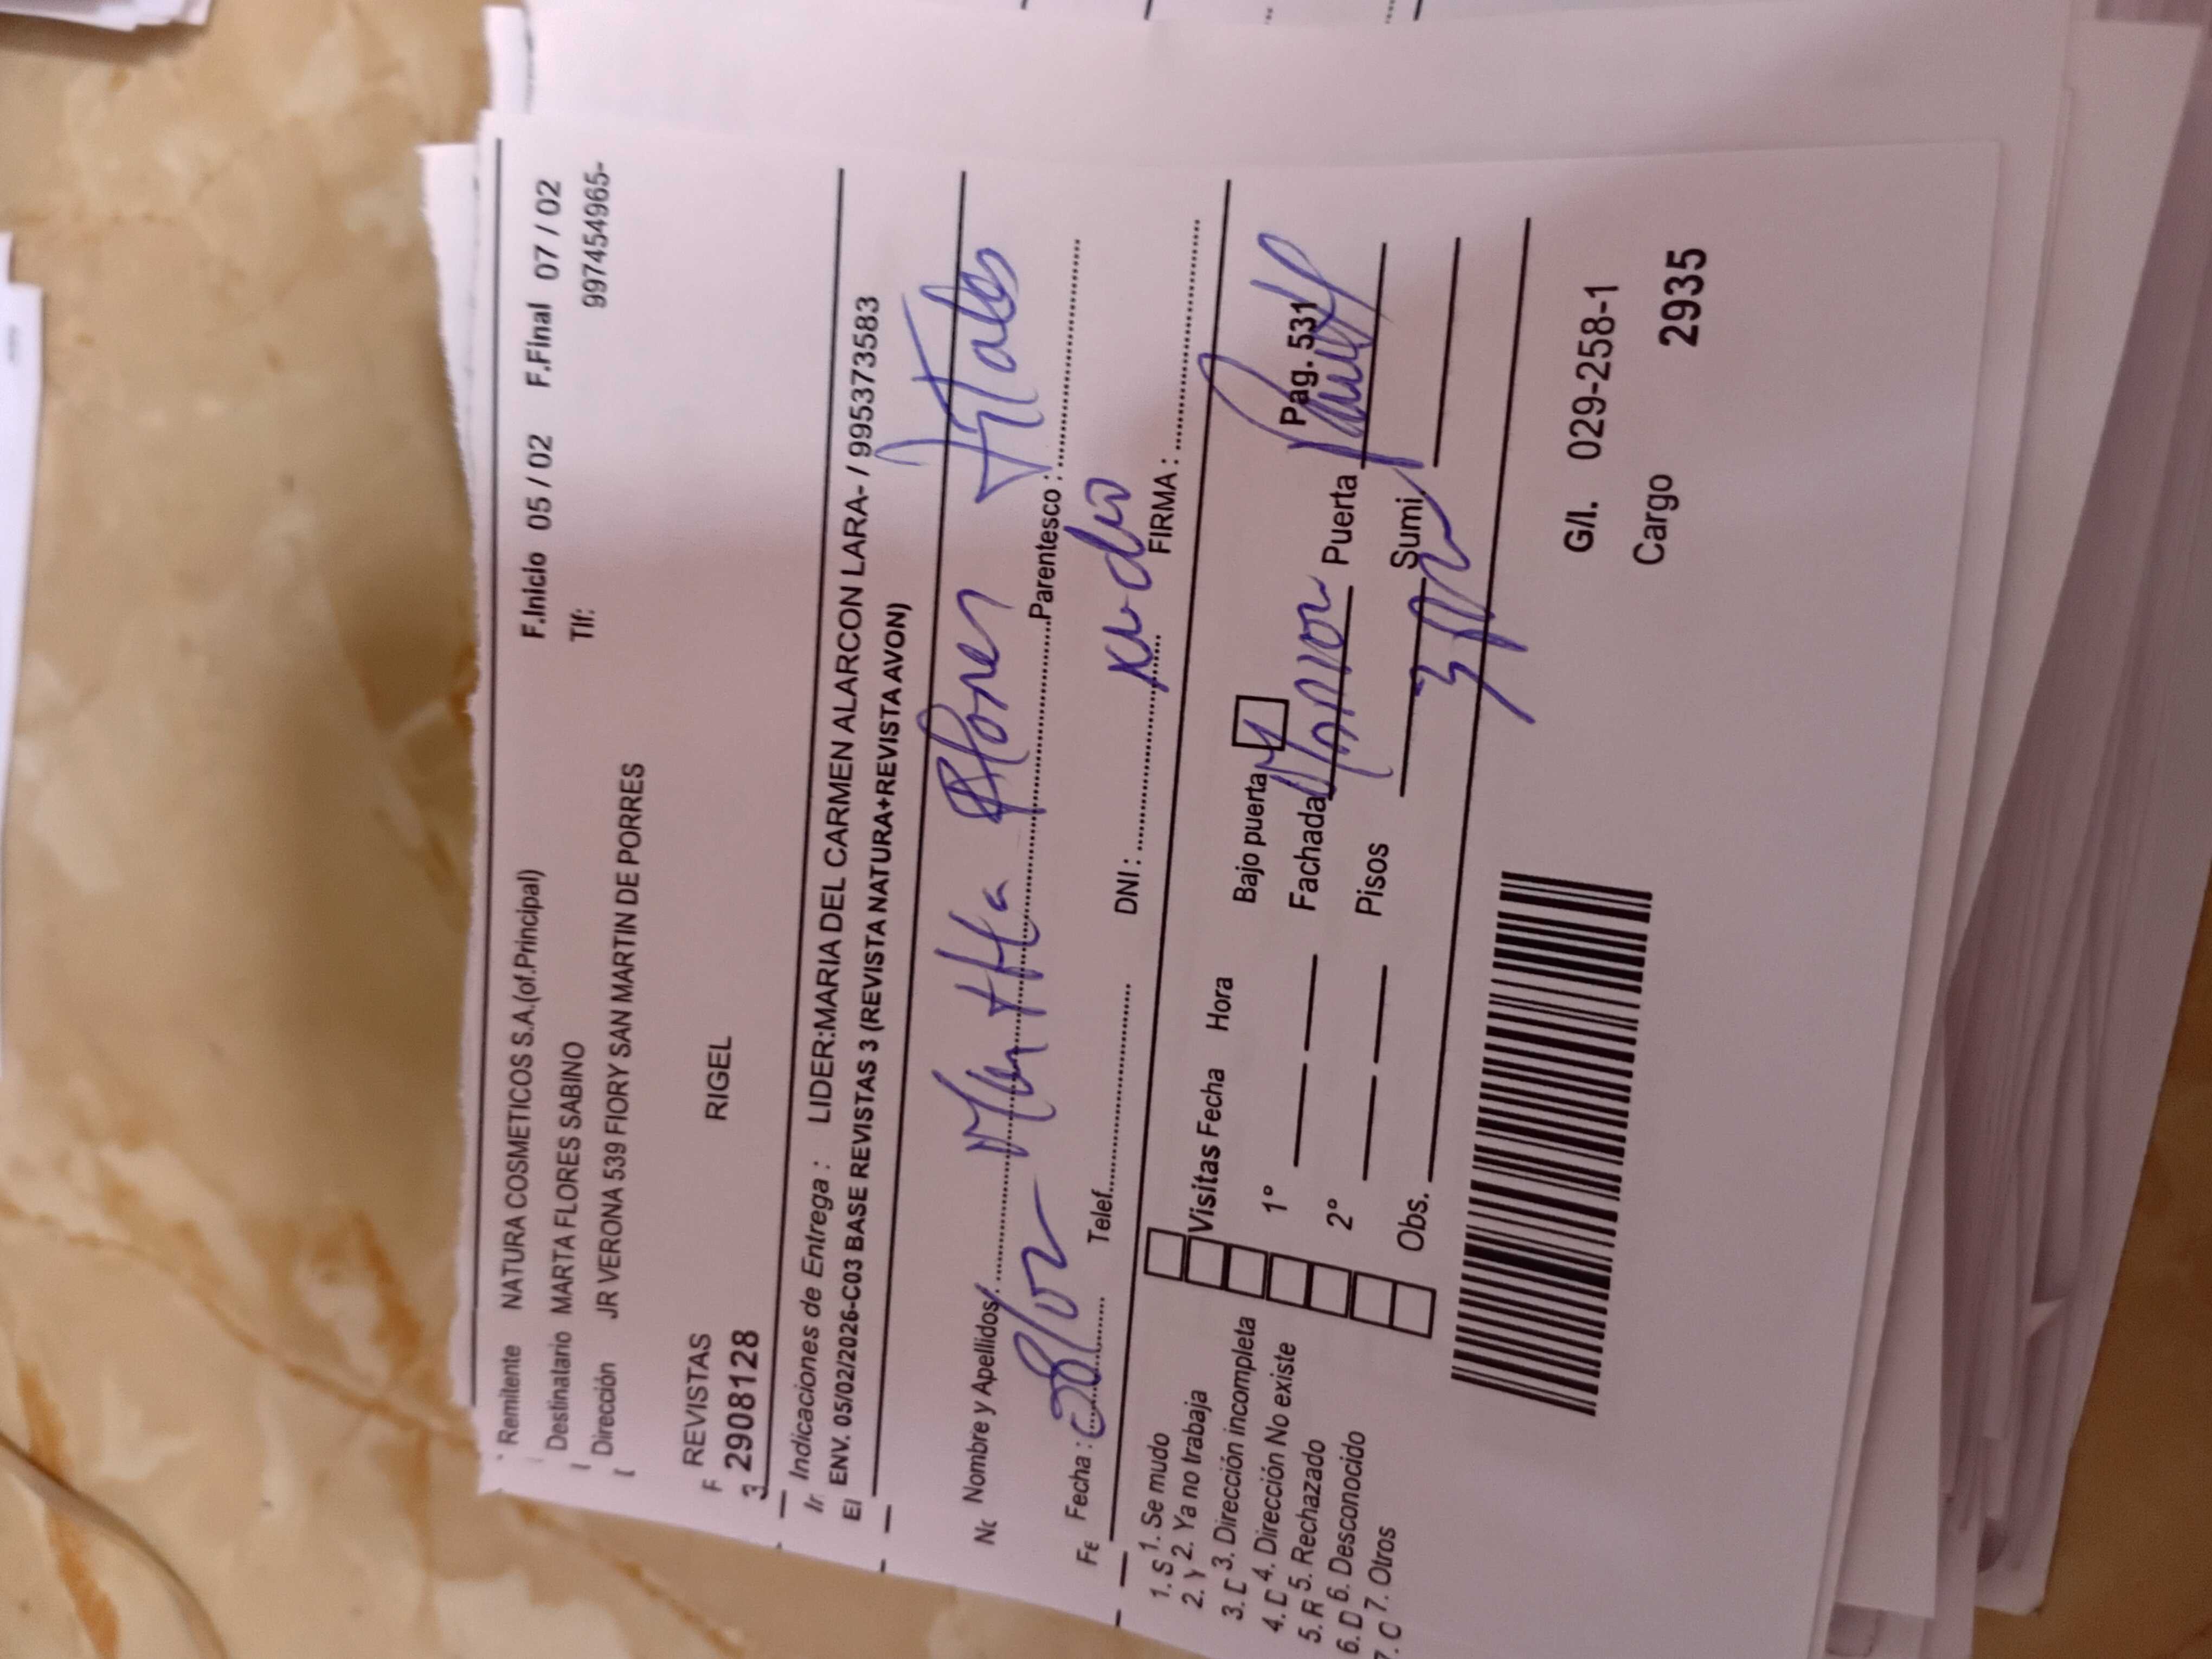 Remitente NATURA COSMETICOS S.A.(of.Principal) F.Inicio 05 / 02 F.Final 07 / 02
Destinatario MARTA FLORES SABINO Tlf: 997454965-
Dirección JR VERONA 539 FIORY SAN MARTIN DE PORRES
REVISTAS RIGEL
2908128
Indicaciones de Entrega : LIDER:MARIA DEL CARMEN ALARCON LARA- / 995373583
ENV. 05/02/2026-C03 BASE REVISTAS 3 (REVISTA NATURA+REVISTA AVON)
Nombre y Apellidos: Martha Flores
Parentesco :
Fecha : 08/02 Telef. DNI : FIRMA :
1. Se mudo
2. Ya no trabaja
3. Dirección incompleta
4. Dirección No existe
5. Rechazado
6. Desconocido
7. Otros
Visitas Fecha Hora Bajo puerta Pag. 531
1° Fachada Puerta
2° Pisos Sumi.
Obs.
G/I. 029-258-1
Cargo 2935